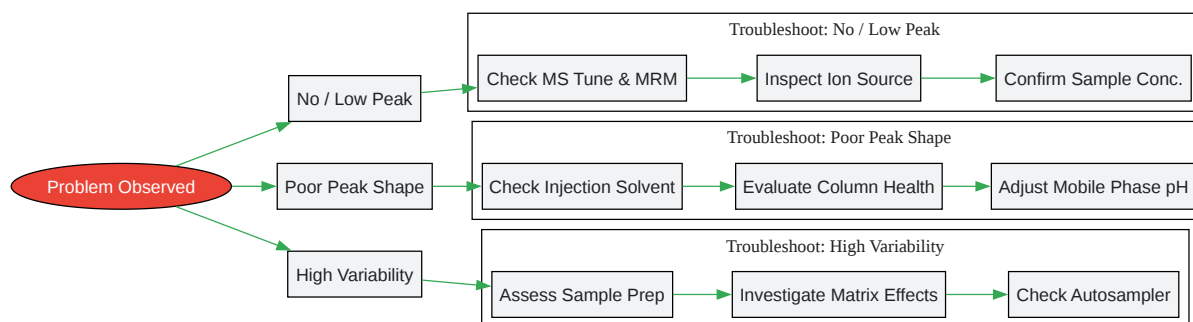 Troubleshoot: No / Low Peak
Check MS Tune & MRM
Inspect Ion Source
Confirm Sample Conc.
No / Low Peak
Troubleshoot: Poor Peak Shape
Problem Observed
Poor Peak Shape
Check Injection Solvent
Evaluate Column Health
Adjust Mobile Phase pH
Troubleshoot: High Variability
High Variability
Assess Sample Prep
Investigate Matrix Effects
Check Autosampler